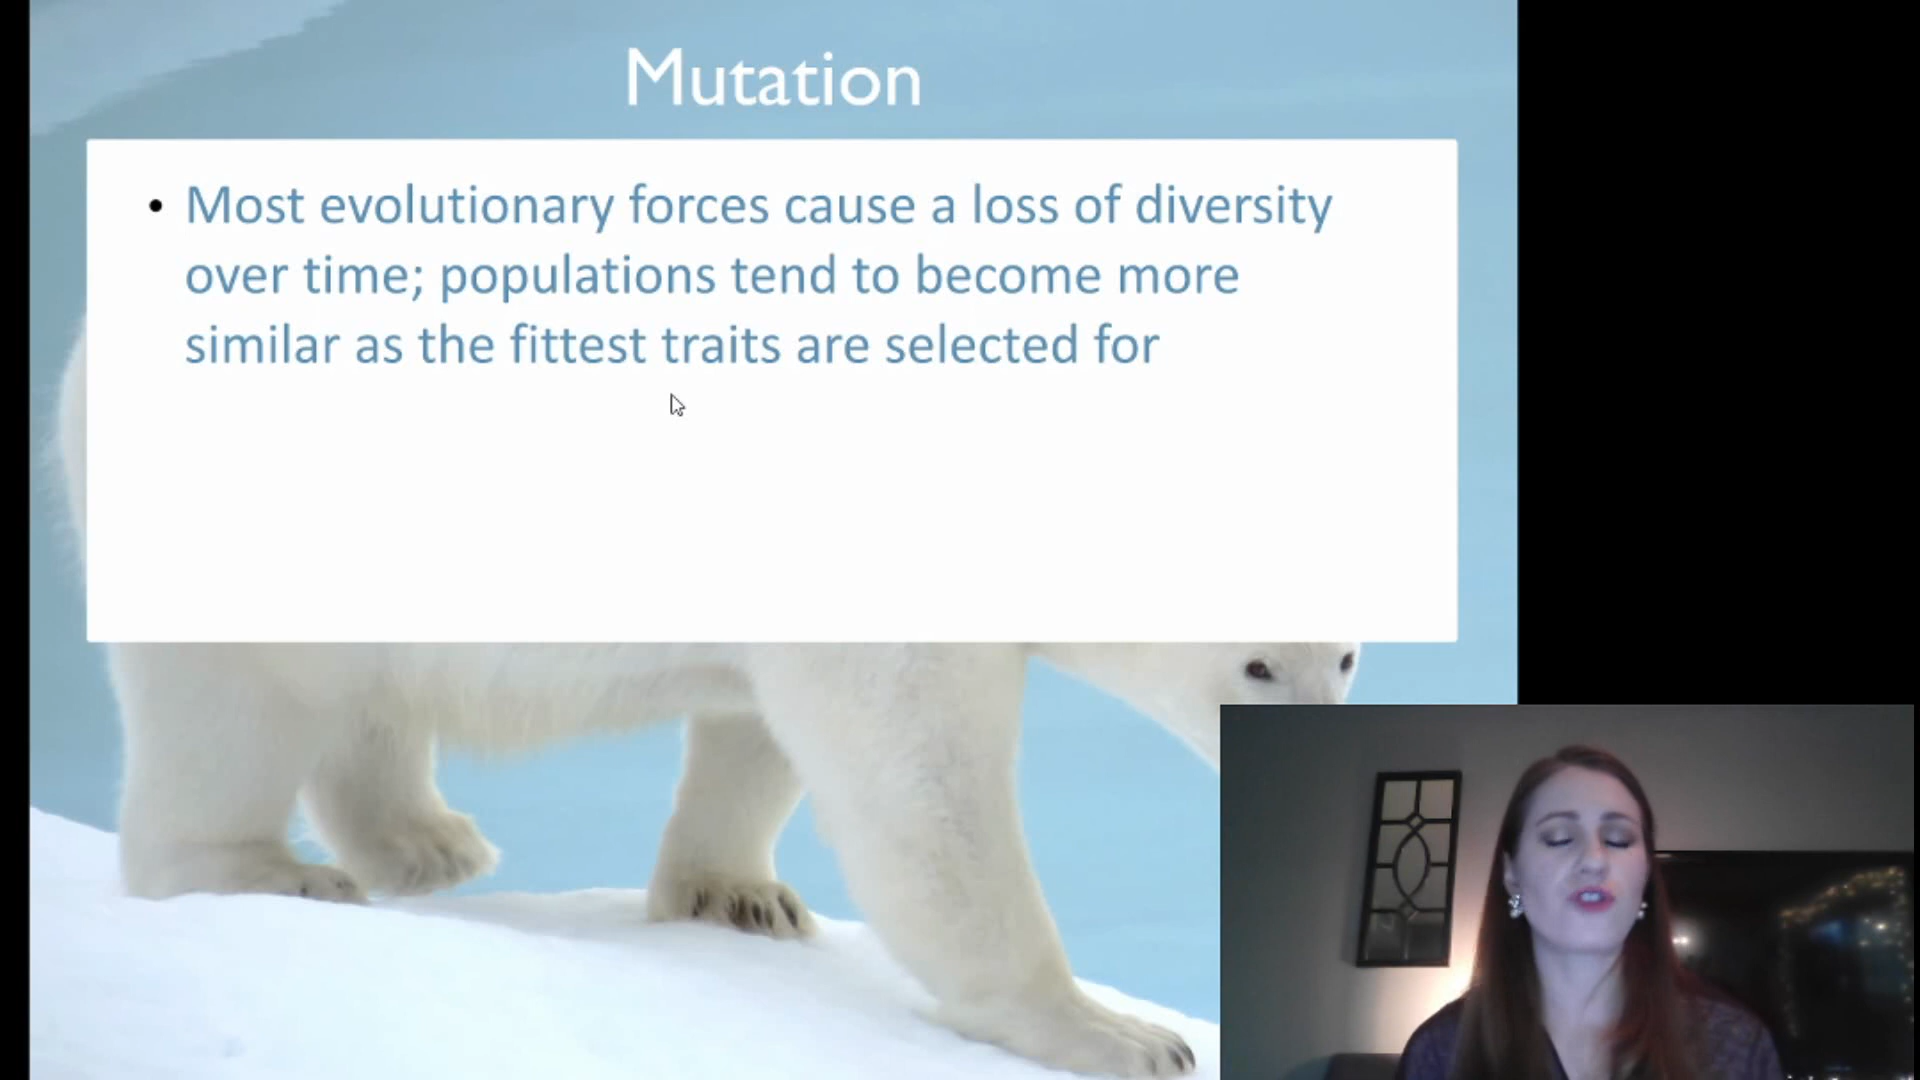 Mutation
• Most evolutionary forces cause a loss of diversity
over time; populations tend to become more
similar as the fittest traits are selected for